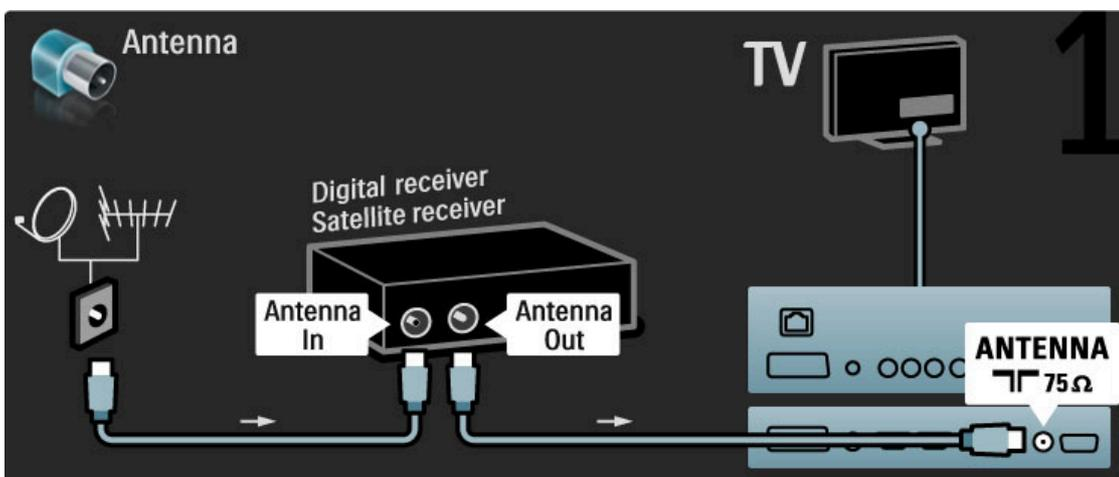 Antenna
TV
1
Digital receiver
Satellite receiver
Antenna
In
Antenna
Out
ANTENNA
75Ω